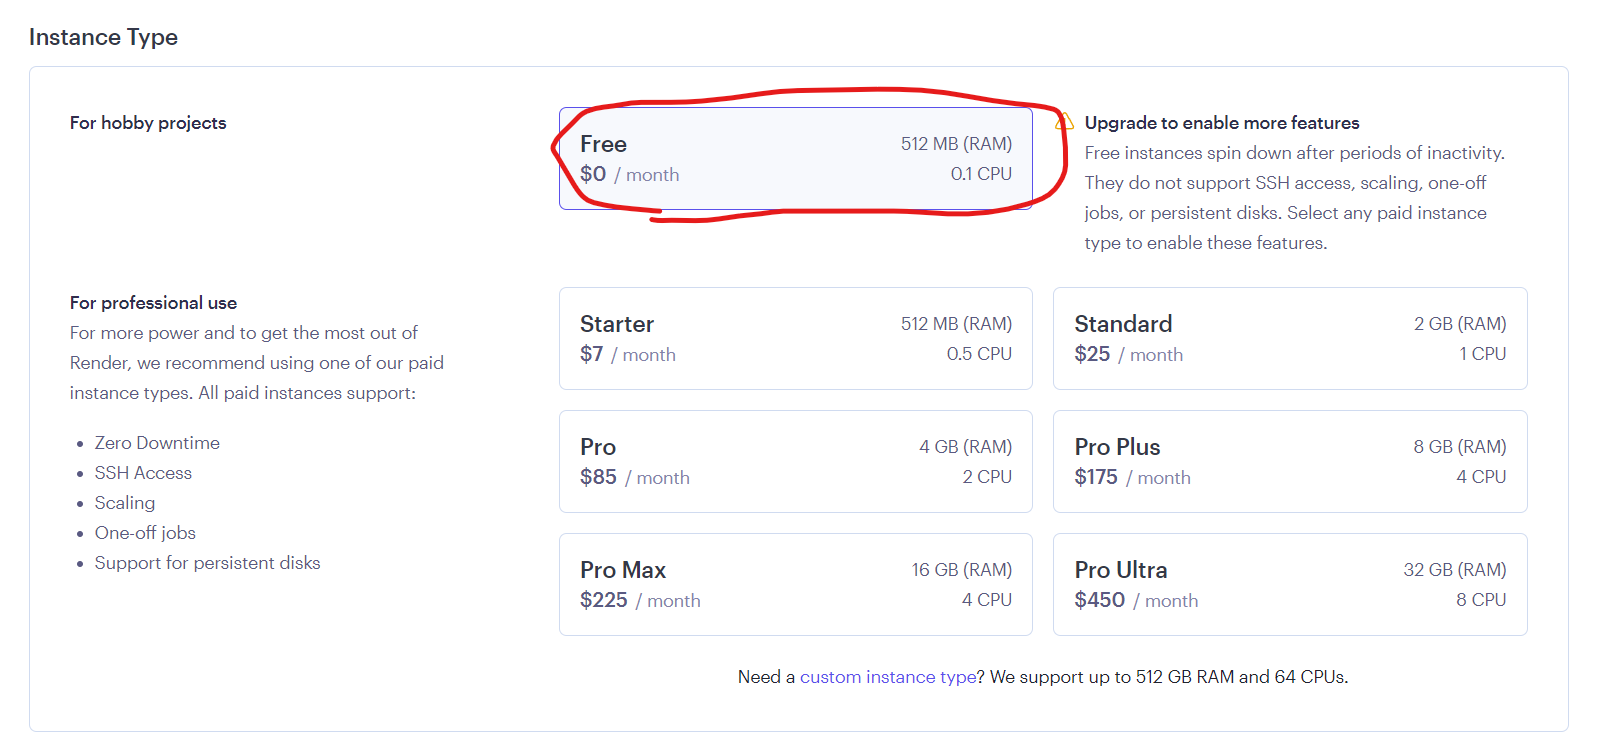 Instance Type
For hobby projects
Free
512 MB (RAM)
$0 / month
0.1 CPU
Upgrade to enable more features
Free instances spin down after periods of inactivity.
They do not support SSH access, scaling, one-off
jobs, or persistent disks. Select any paid instance
type to enable these features.
For professional use
For more power and to get the most out of
Render, we recommend using one of our paid
instance types. All paid instances support:
• Zero Downtime
• SSH Access
• Scaling
• One-off jobs
• Support for persistent disks
Starter
512 MB (RAM)
$7 / month
0.5 CPU
Standard
2 GB (RAM)
$25 / month
1 CPU
Pro
4 GB (RAM)
$85 / month
2 CPU
Pro Plus
8 GB (RAM)
$175 / month
4 CPU
Pro Max
16 GB (RAM)
$225 / month
4 CPU
Pro Ultra
32 GB (RAM)
$450 / month
8 CPU
Need a custom instance type? We support up to 512 GB RAM and 64 CPUs.